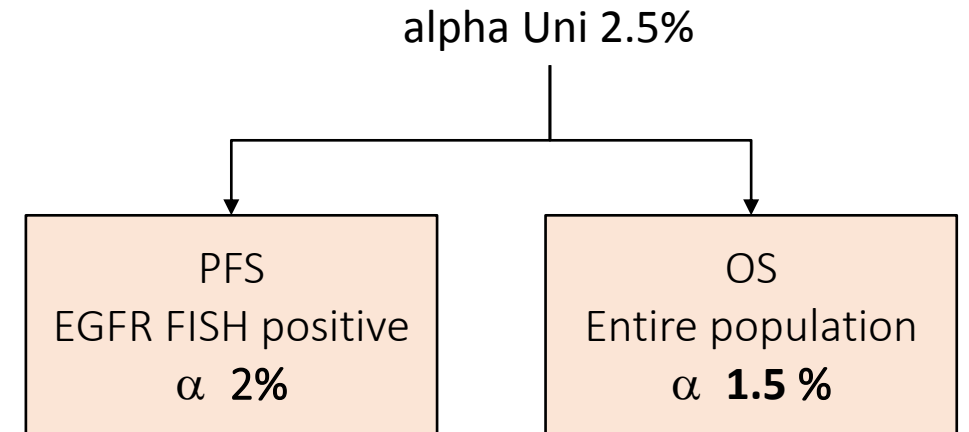 alpha Uni 2.5%
PFS
EGFR FISH positive
α 2%
OS
Entire population
α 1.5 %